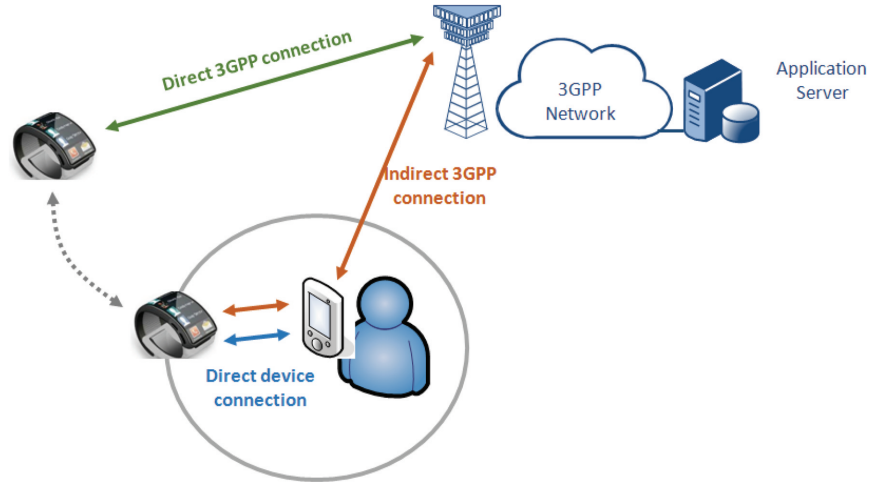 Direct 3GPP connection
3GPP
Network
Application
Server
Indirect 3GPP
connection
Direct device
connection